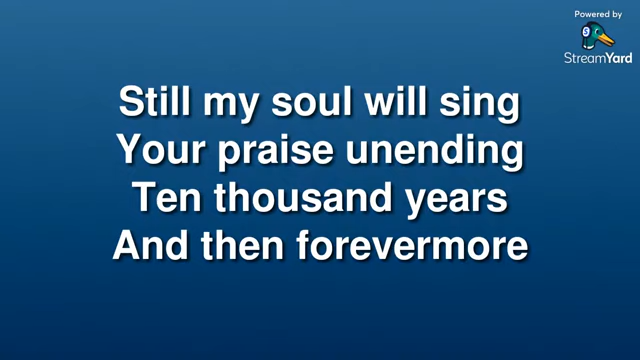 Powered by
StreamYard
Still my soul will sing
Your praise unending
Ten thousand years
And then forevermore